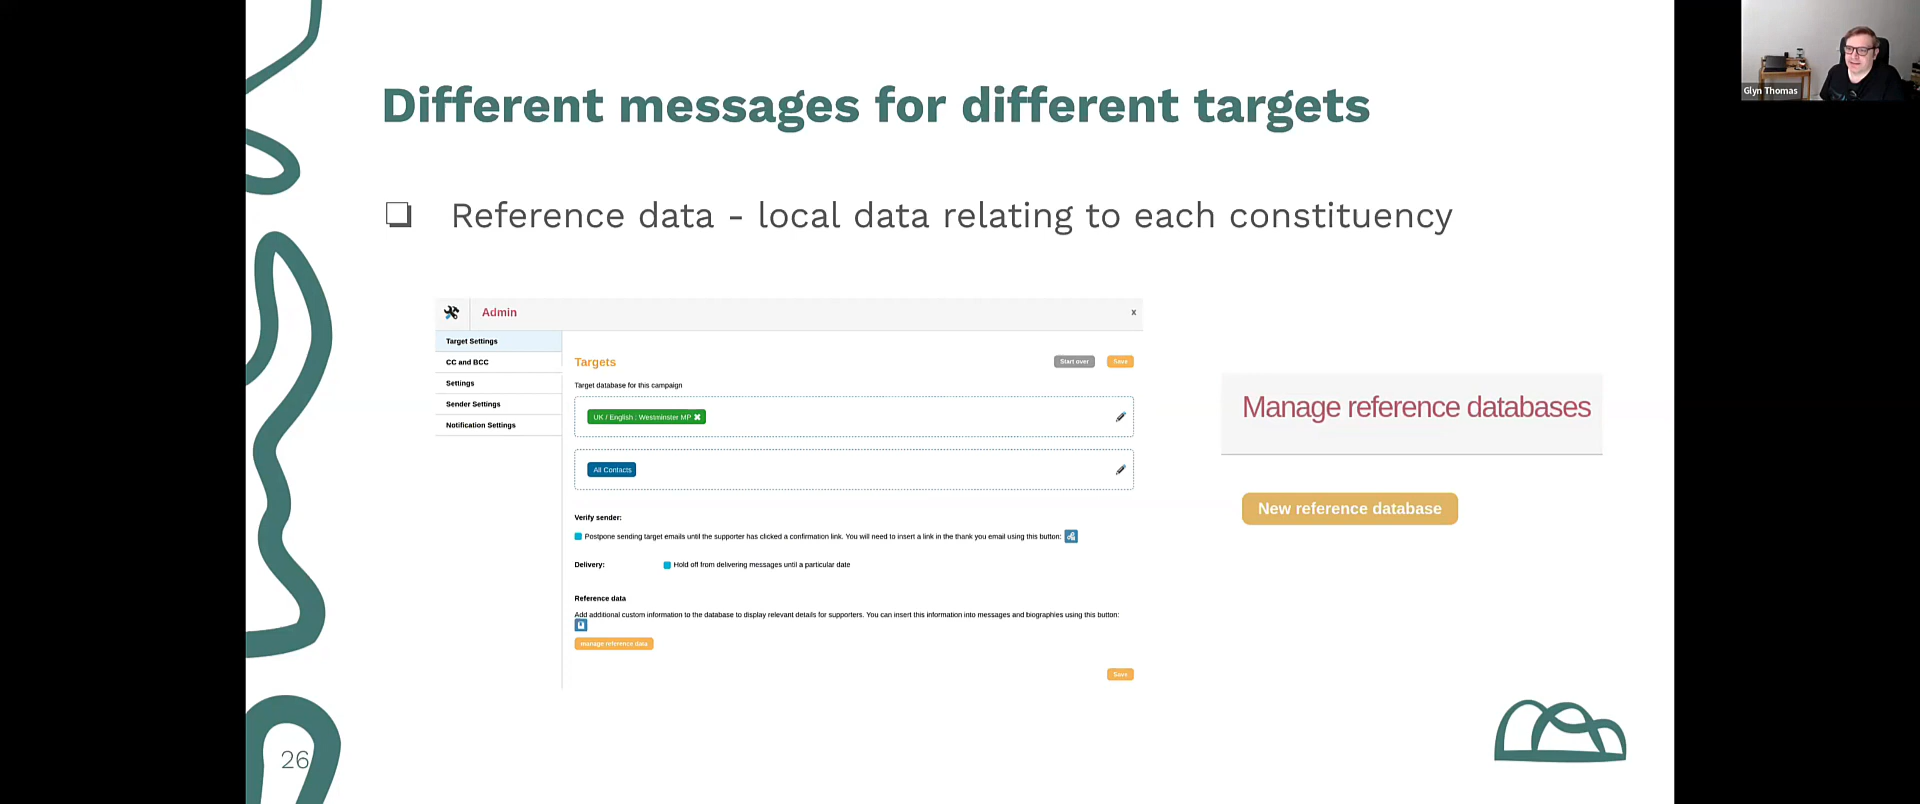 Different messages for different targets
Glyn Thomas
❏ Reference data - local data relating to each constituency
Admin
x
Target Settings
CC and BCC
Settings
Sender Settings
Notification Settings
Targets
Start over
Save
Target database for this campaign
UK / English : Westminster MP ✖
All Contacts
Verify sender:
Postpone sending target emails until the supporter has clicked a confirmation link. You will need to insert a link in the thank you email using this button:
Delivery:
Hold off from delivering messages until a particular date
Reference data
Add additional custom information to the database to display relevant details for supporters. You can insert this information into messages and biographies using this button:
manage reference data
Save
Manage reference databases
New reference database
26